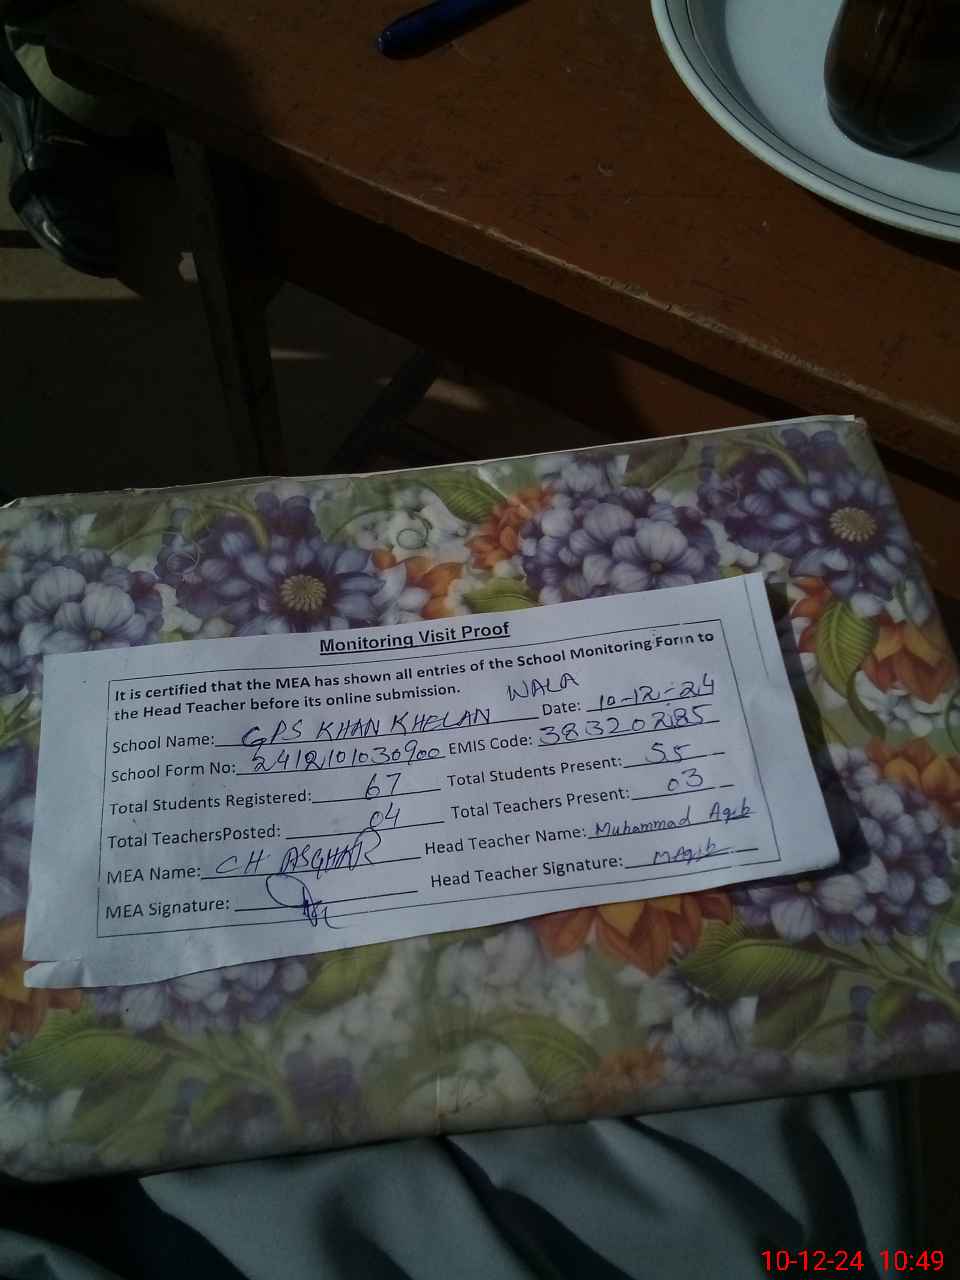 Monitoring Visit Proof
It is certified that the MEA has shown all entries of the School Monitoring Form to
the Head Teacher before its online submission.
School Name: GPS KHAN KHELAN WALA Date: 10-12-24
School Form No: 2412101030900 EMIS Code: 38320285
Total Students Registered: 67 Total Students Present: 55
Total TeachersPosted: 04 Total Teachers Present: 03
MEA Name: CH ASGHAR Head Teacher Name: Muhammad Aqib
MEA Signature: Head Teacher Signature: MAqib
10-12-24 10:49